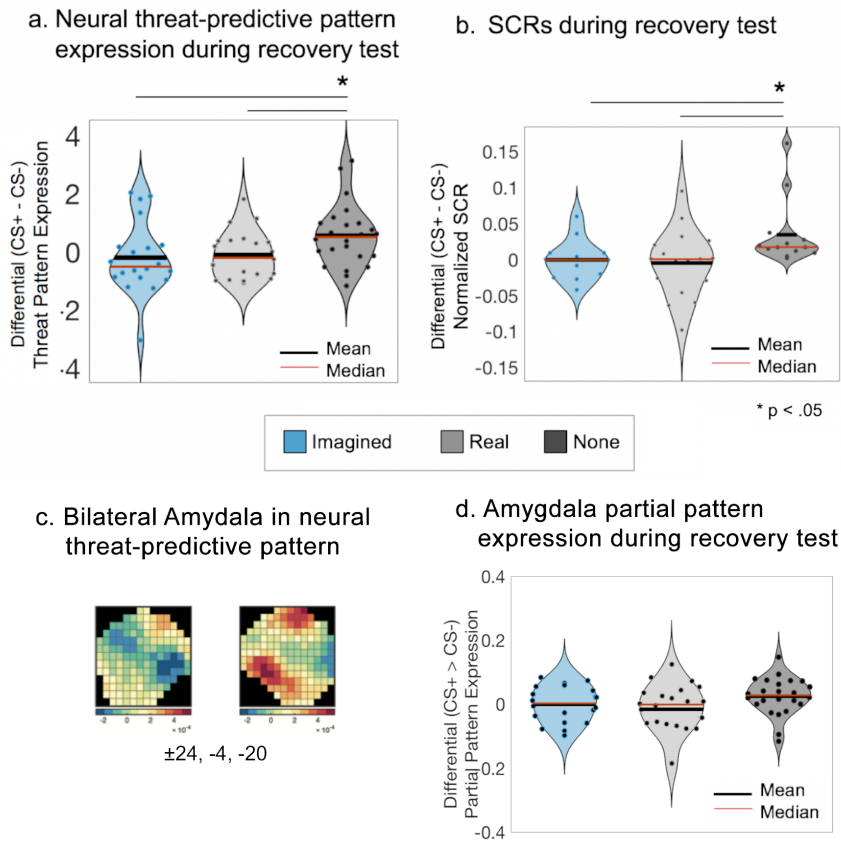 a. Neural threat-predictive pattern
expression during recovery test
*
Differential (CS+ - CS-)
Threat Pattern Expression
4
2
0
-2
-4
Mean
Median
b. SCRs during recovery test
*
Differential (CS+ - CS-)
Normalized SCR
0.15
0.1
0.05
0
-0.05
-0.1
-0.15
Mean
Median
* p < .05
Imagined
Real
None
c. Bilateral Amydala in neural
threat-predictive pattern
-2 0 2 4
×10-4
-2 0 2 4
×10-4
±24, -4, -20
d. Amygdala partial pattern
expression during recovery test
Differential (CS+ > CS-)
Partial Pattern Expression
0.4
0.2
0
0.2
-0.4
Mean
Median